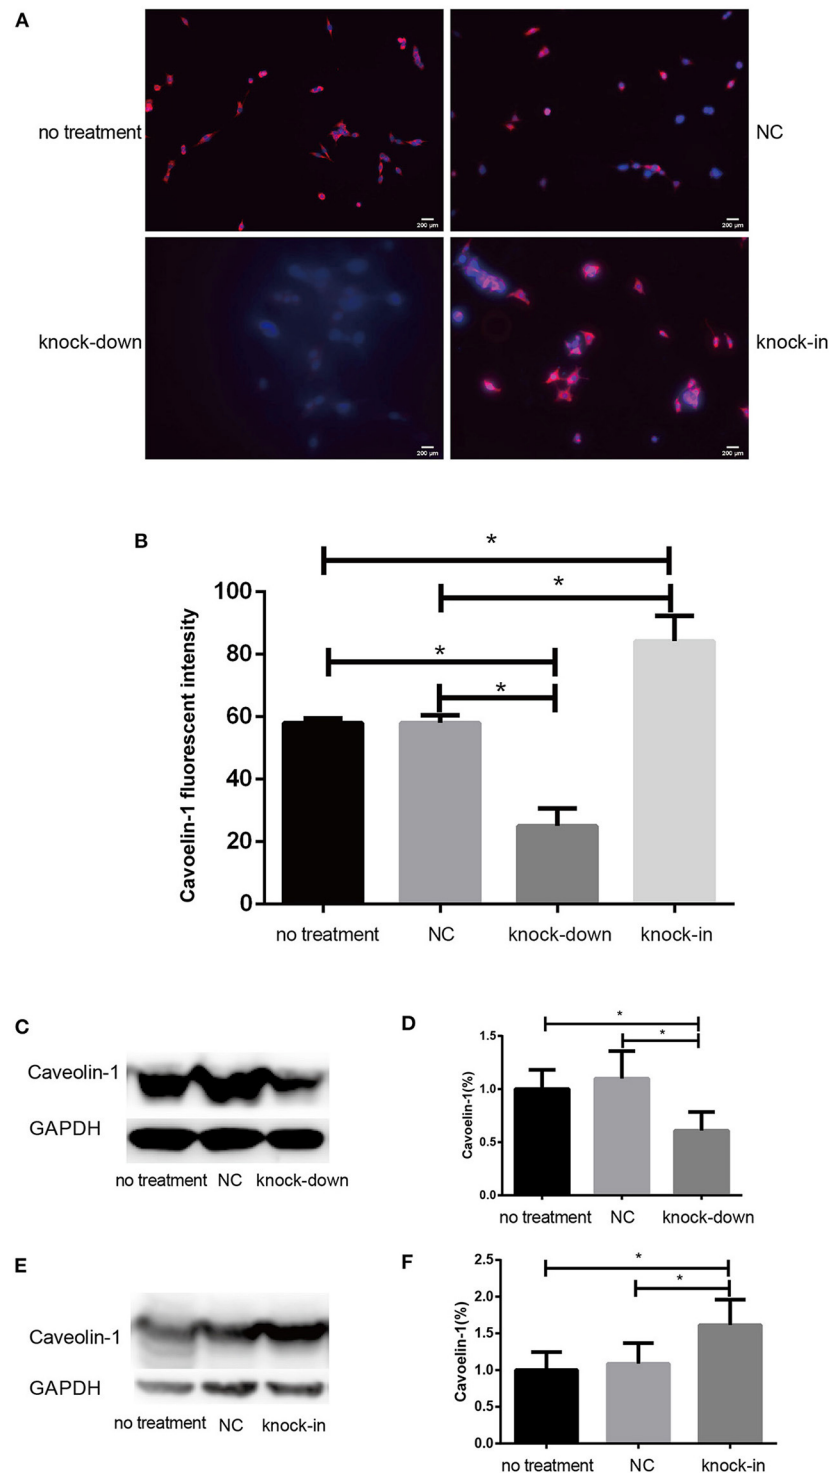 A
no treatment
NC
200 µm
200 µm
knock-down
knock-in
200 µm
200 µm
B
*
*
*
*
Cavoelin-1 fluorescent intensity
100
80
60
40
20
0
no treatment NC knock-down knock-in
C
Caveolin-1
GAPDH
no treatment NC knock-down
D
*
*
Cavoelin-1(%)
1.5
1.0
0.5
0.0
no treatment NC knock-down
E
Caveolin-1
GAPDH
no treatment NC knock-in
F
*
*
Cavoelin-1(%)
2.5
2.0
1.5
1.0
0.5
0.0
no treatment NC knock-in